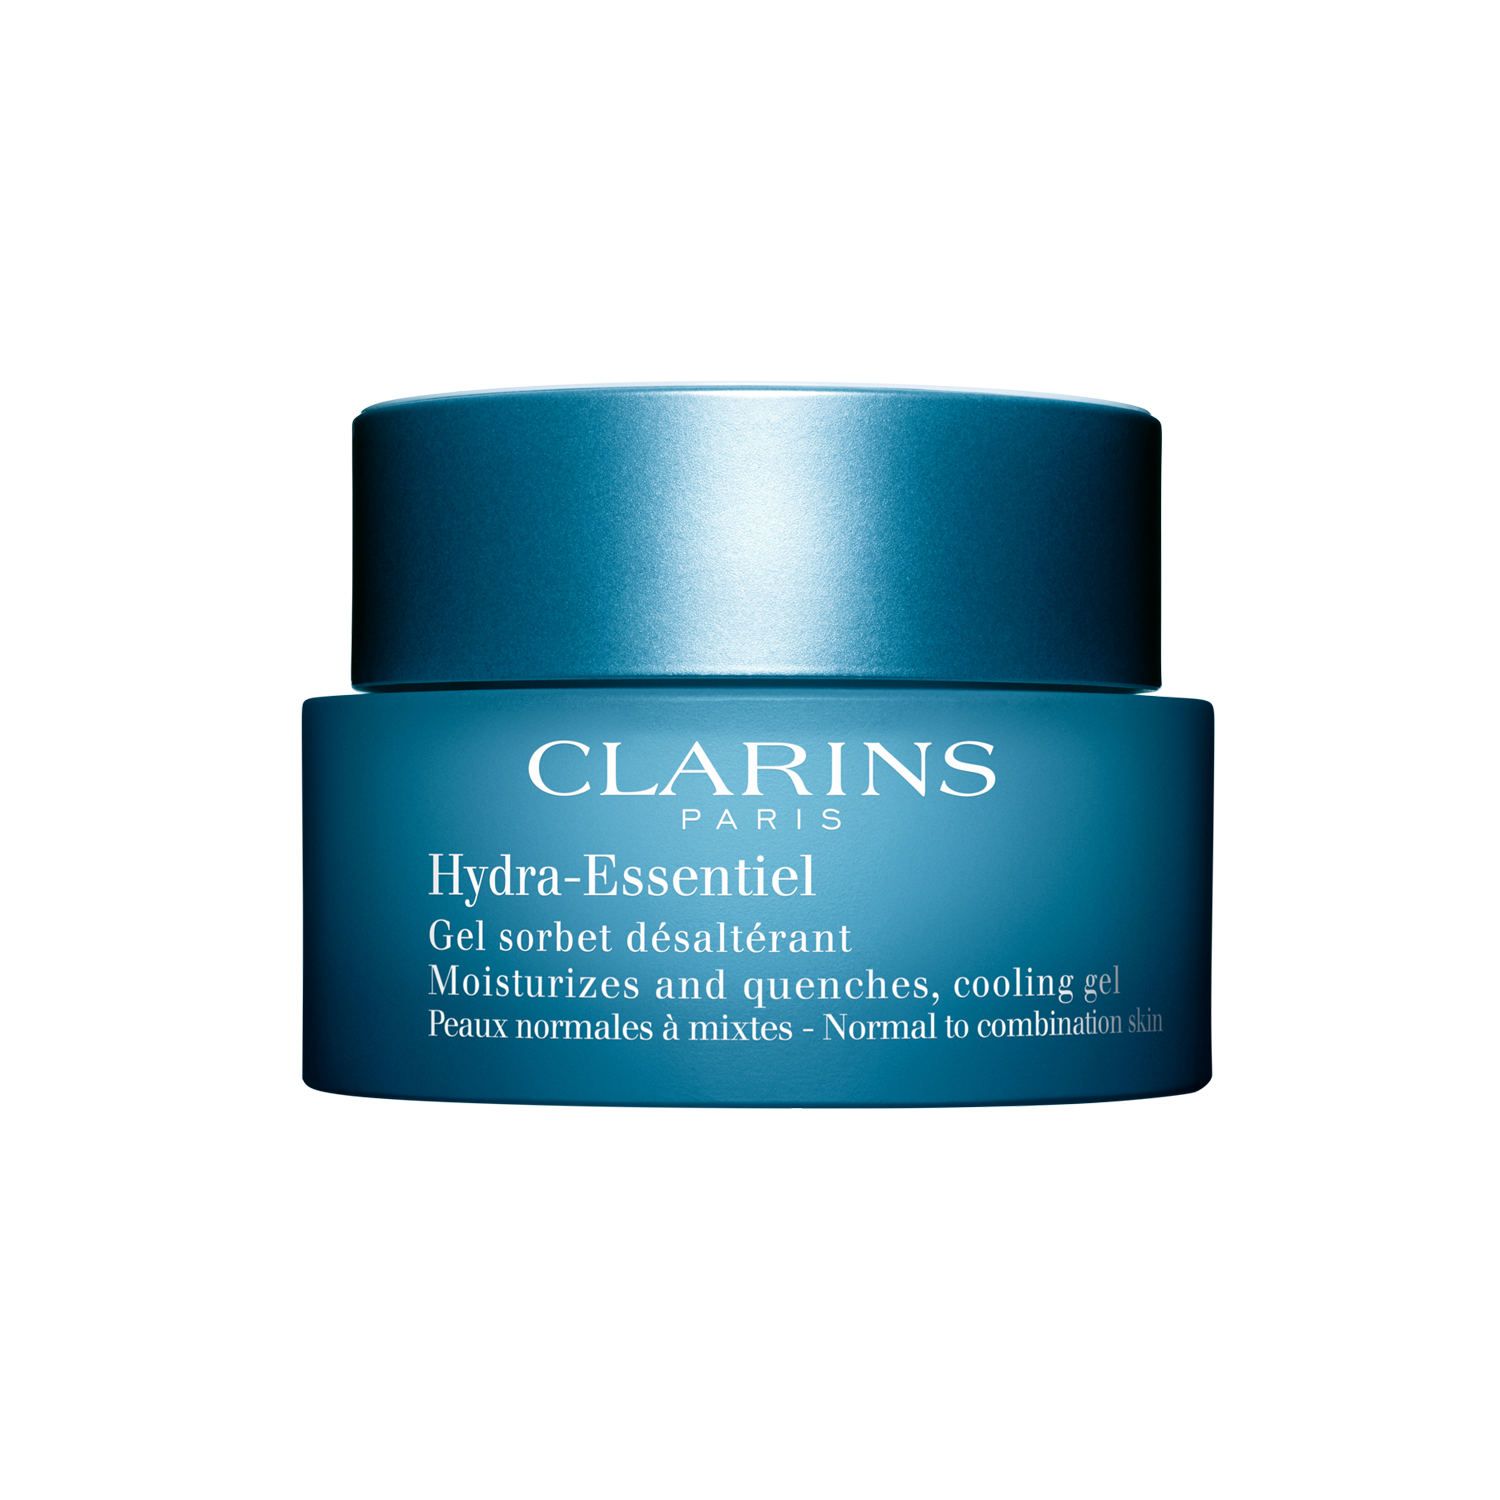 CLARINS
PARIS
Hydra-Essentiel
Gel sorbet désaltérant
Moisturizes and quenches, cooling gel
Peaux normales à mixtes - Normal to combination skin